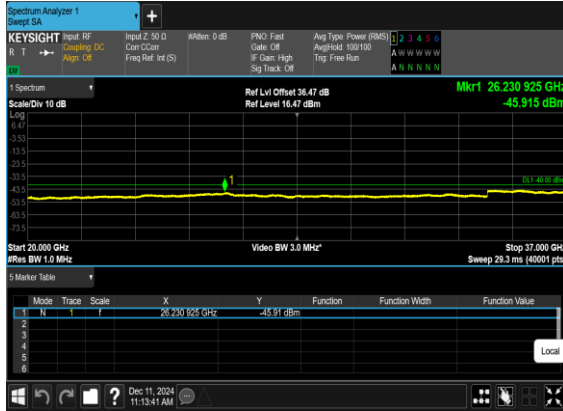 Spectrum Analyzer 1
Swept SA
+
KEYSIGHT Input: RF Input Z: 50 Ω #Atten: 0 dB PNO: Fast Avg Type: Power (RMS) 1 2 3 4 5 6
R T Coupling: DC Corr CCorr Gate: Off Avg|Hold: 100/100 A W W W W W
Align: Off Freq Ref: Int (S) IF Gain: High Trig: Free Run
Sig Track: Off A N N N N N
1 Spectrum Ref Lvl Offset 36.47 dB Mkr1 26.230 925 GHz
Scale/Div 10 dB Ref Level 16.47 dBm -45.915 dBm
Log
6.47
-3.53
-13.5
-23.5
-33.5
-43.5
-53.5
-63.5
-73.5
1
DL1 -40.00 dBm
Start 20.000 GHz Video BW 3.0 MHz* Stop 37.000 GHz
#Res BW 1.0 MHz Sweep 29.3 ms (40001 pts)
5 Marker Table
Mode Trace Scale X Y Function Function Width Function Value
1 N 1 f 26.230 925 GHz -45.91 dBm
2
3
4
5
6
Local
? Dec 11, 2024
11:13:41 AM